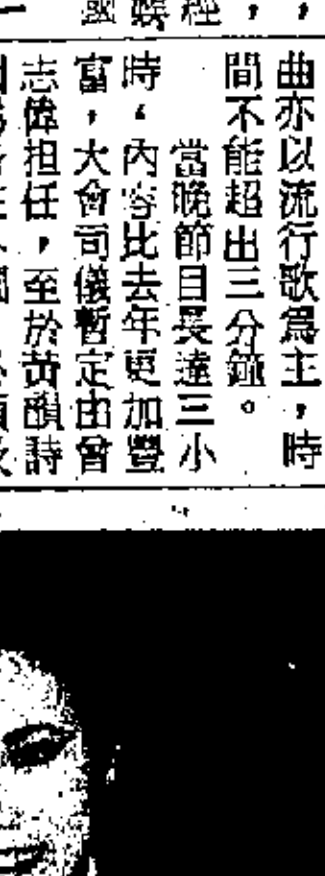 曲亦以流行歌為主，時
間不能超出三分鐘。
當晚節目長達三小
時，內容比去年更加豐
富，大會司儀暫定由曾
志偉担任，至於黃韻詩